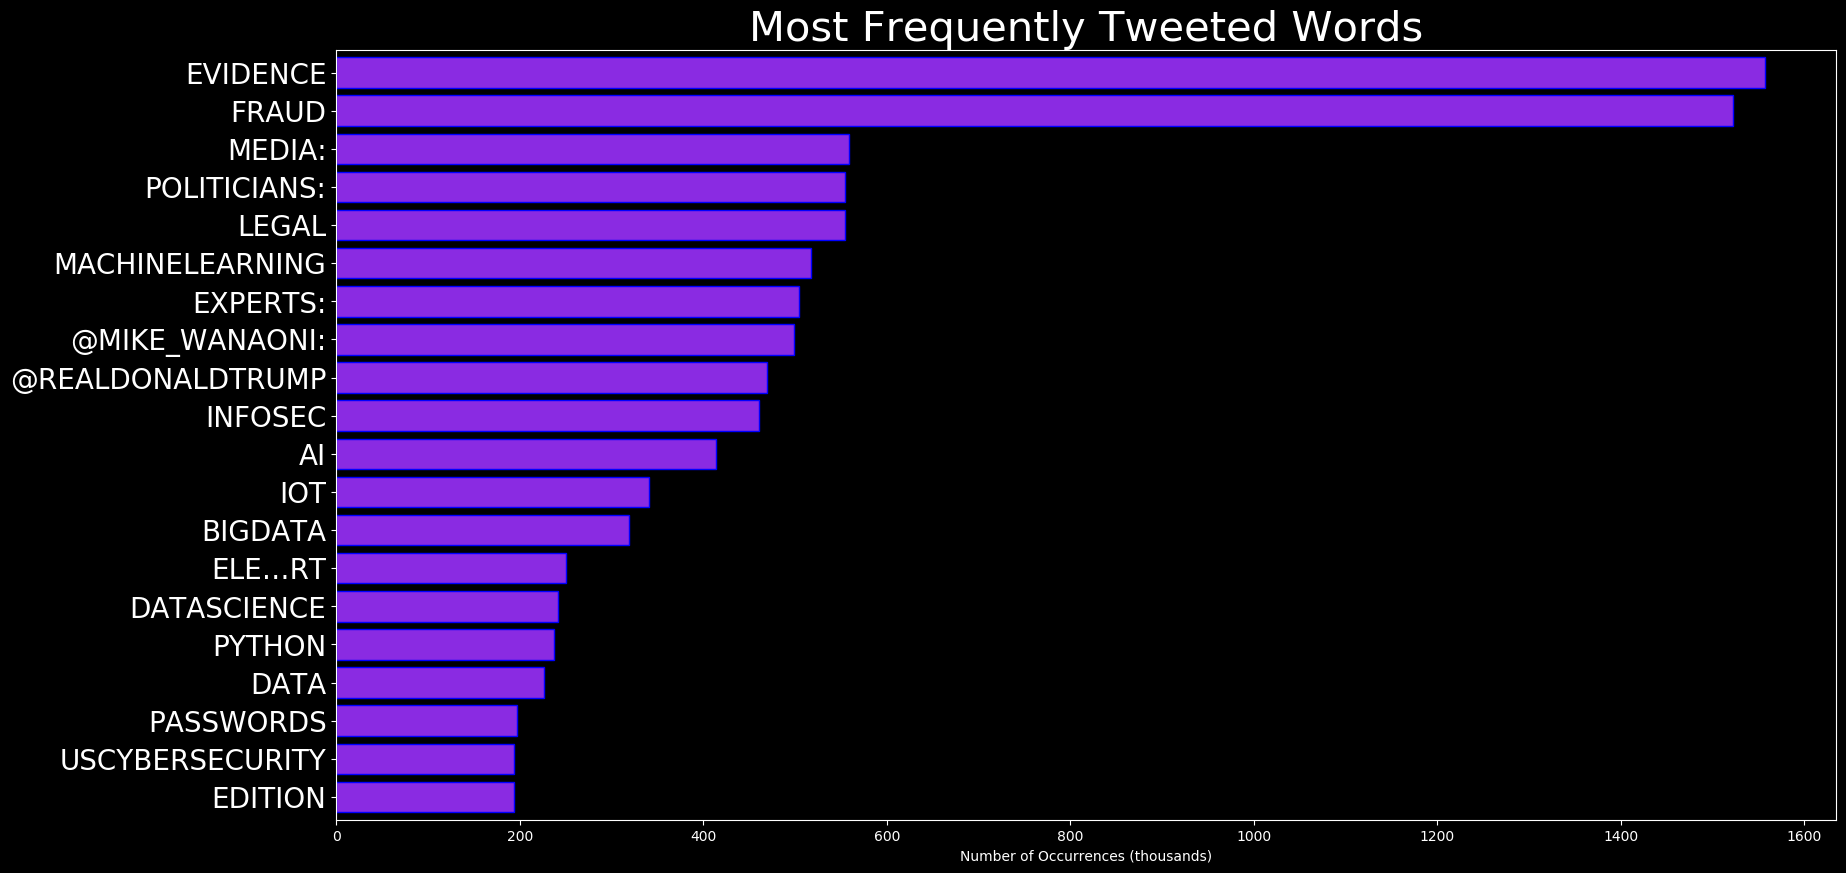 Most Frequently Tweeted Words
EVIDENCE
FRAUD
MEDIA:
POLITICIANS:
LEGAL
MACHINELEARNING
EXPERTS:
@MIKE_WANAONI:
@REALDONALDTRUMP
INFOSEC
AI
IOT
BIGDATA
ELE…RT
DATASCIENCE
PYTHON
DATA
PASSWORDS
USCYBERSECURITY
EDITION
0 200 400 600 800 1000 1200 1400 1600
Number of Occurrences (thousands)